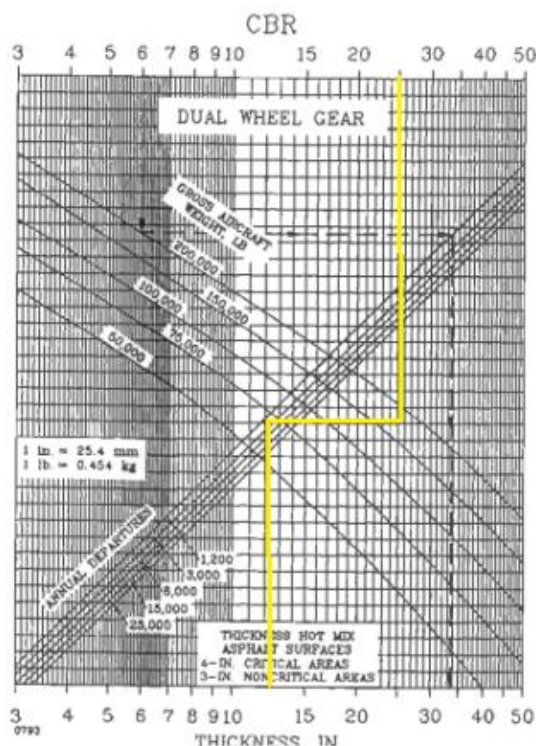 CBR
3 4 5 6 7 8 9 10 15 20 30 40 50
DUAL WHEEL GEAR
GROSS AIRCRAFT
WEIGHT, LB
200,000
150,000
100,000
75,000
50,000
1 in. = 25.4 mm
1 lb. = 0.454 kg
ANNUAL DEPARTURES
1,200
3,000
6,000
15,000
25,000
THICKNESS HOT MIX
ASPHALT SURFACES
4-IN. CRITICAL AREAS
3-IN. NONCRITICAL AREAS
3 4 5 6 7 8 9 10 15 20 30 40 50
0793
THICKNESS, IN